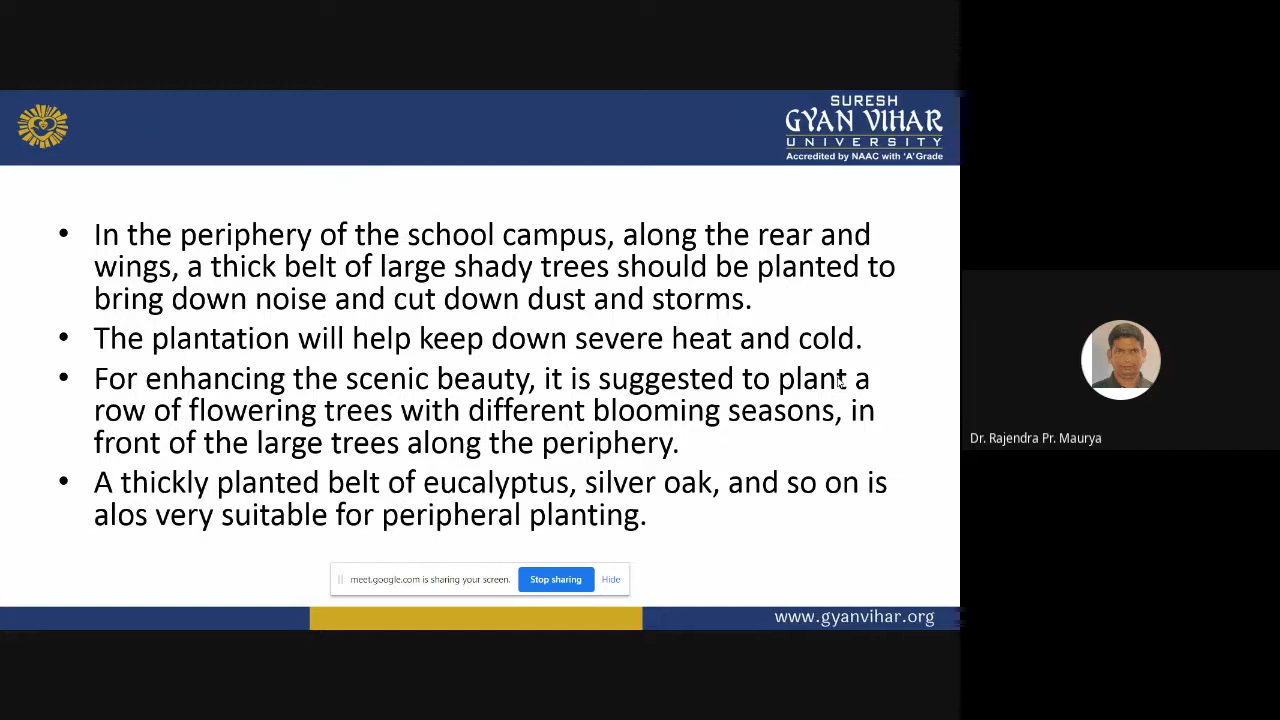 SURESH
GYAN VIHAR
UNIVERSITY
Accredited by NAAC with 'A' Grade
• In the periphery of the school campus, along the rear and
wings, a thick belt of large shady trees should be planted to
bring down noise and cut down dust and storms.
• The plantation will help keep down severe heat and cold.
• For enhancing the scenic beauty, it is suggested to plant a
row of flowering trees with different blooming seasons, in
front of the large trees along the periphery.
• A thickly planted belt of eucalyptus, silver oak, and so on is
alos very suitable for peripheral planting.
meet.google.com is sharing your screen. Stop sharing Hide
www.gyanvihar.org
Dr. Rajendra Pr. Maurya